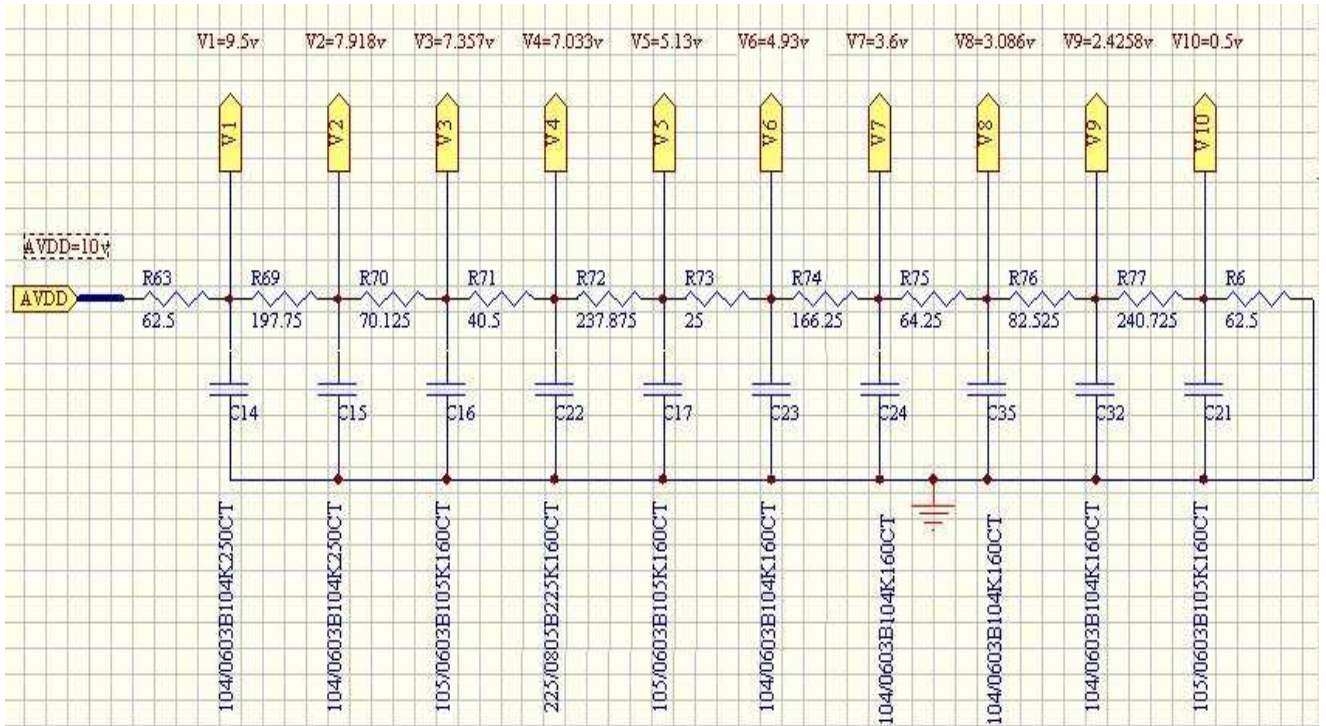 V1=9.5v V2=7.918v V3=7.357v V4=7.033v V5=5.13v V6=4.93v V7=3.6v V8=3.086v V9=2.4258v V10=0.5v
V1 V2 V3 V4 V5 V6 V7 V8 V9 V10
AVDD=10v
R63 R69 R70 R71 R72 R73 R74 R75 R76 R77 R6
AVDD
62.5 197.75 70.125 40.5 237.875 25 166.25 64.25 82.525 240.725 62.5
C14 C15 C16 C22 C17 C23 C24 C35 C32 C21
104/0603B104K250CT
104/0603B104K250CT
105/0603B105K160CT
225/0805B225K160CT
105/0603B105K160CT
104/0603B104K160CT
104/0603B104K160CT
104/0603B104K160CT
104/0603B104K160CT
105/0603B105K160CT